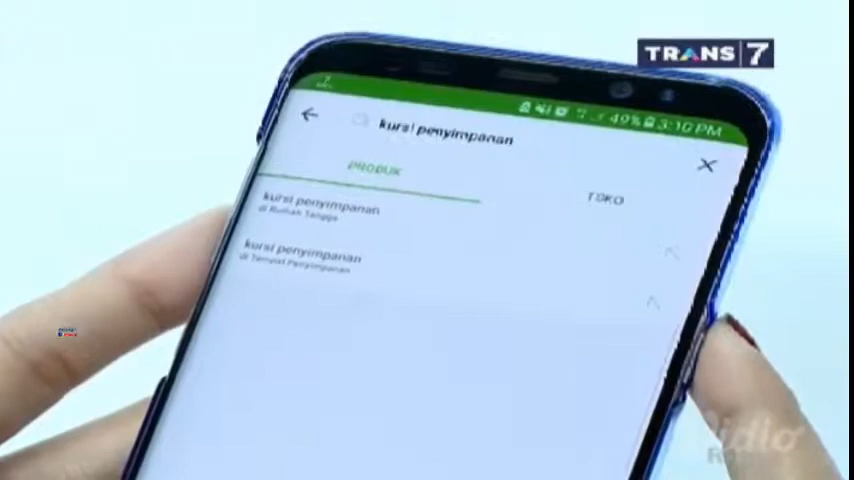 TRANS 7
49% 3:10 PM
kursi penyimpanan
PRODUK
TOKO
kursi penyimpanan
di Rumah Tangga
kursi penyimpanan
di Tempat Penyimpanan
vidio